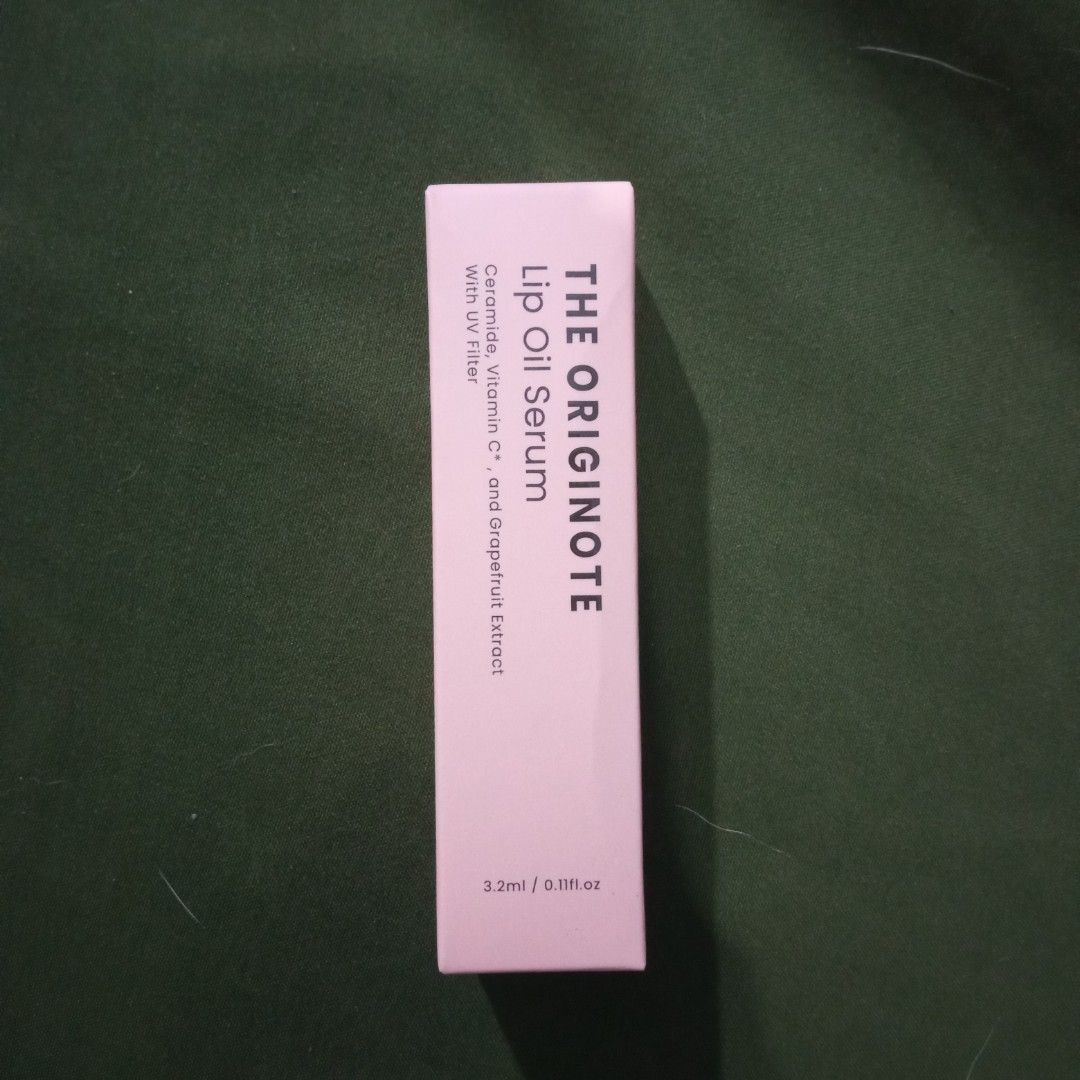 THE ORIGINOTE
Lip Oil Serum
Ceramide, Vitamin C* , and Grapefruit Extract
With UV Filter
3.2ml / 0.11fl.oz